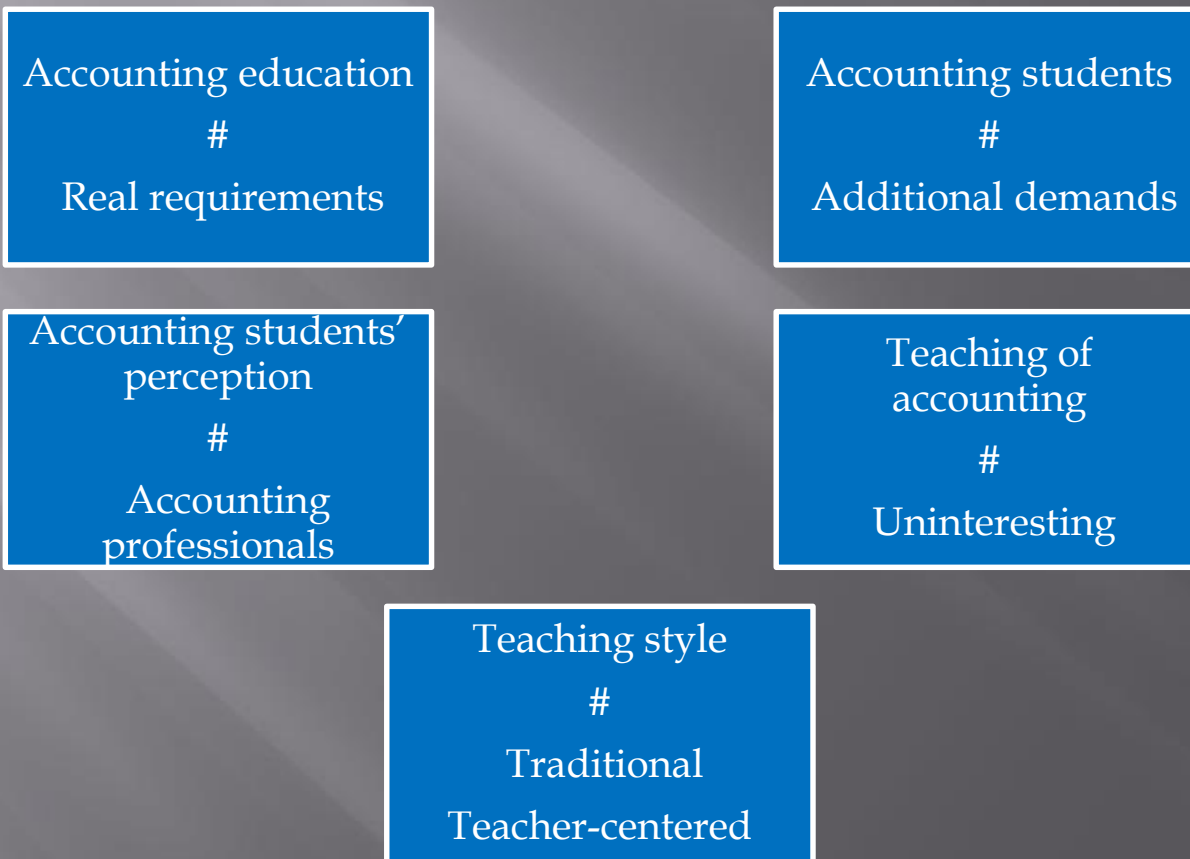 Accounting education
#
Real requirements
Accounting students
#
Additional demands
Accounting students’
perception
#
Accounting
professionals
Teaching of
accounting
#
Uninteresting
Teaching style
#
Traditional
Teacher-centered